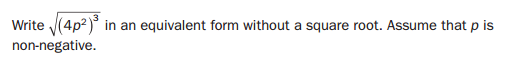 Write √(4p²)³ in an equivalent form without a square root. Assume that p is
non-negative.